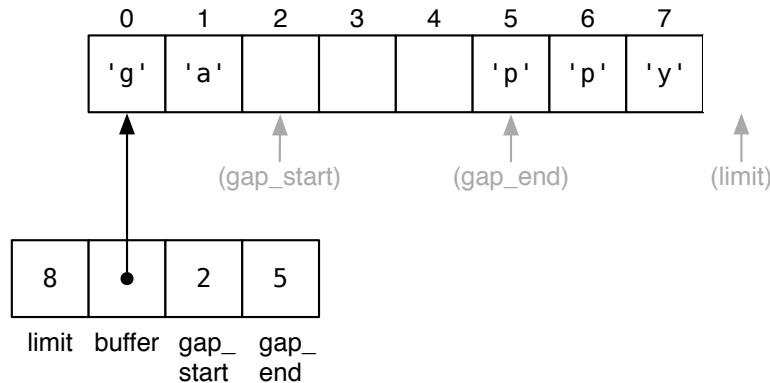 0 1 2 3 4 5 6 7
'g' 'a' 'p' 'p' 'y'
(gap_start) (gap_end) (limit)
8 2 5
limit buffer gap_ gap_
start end